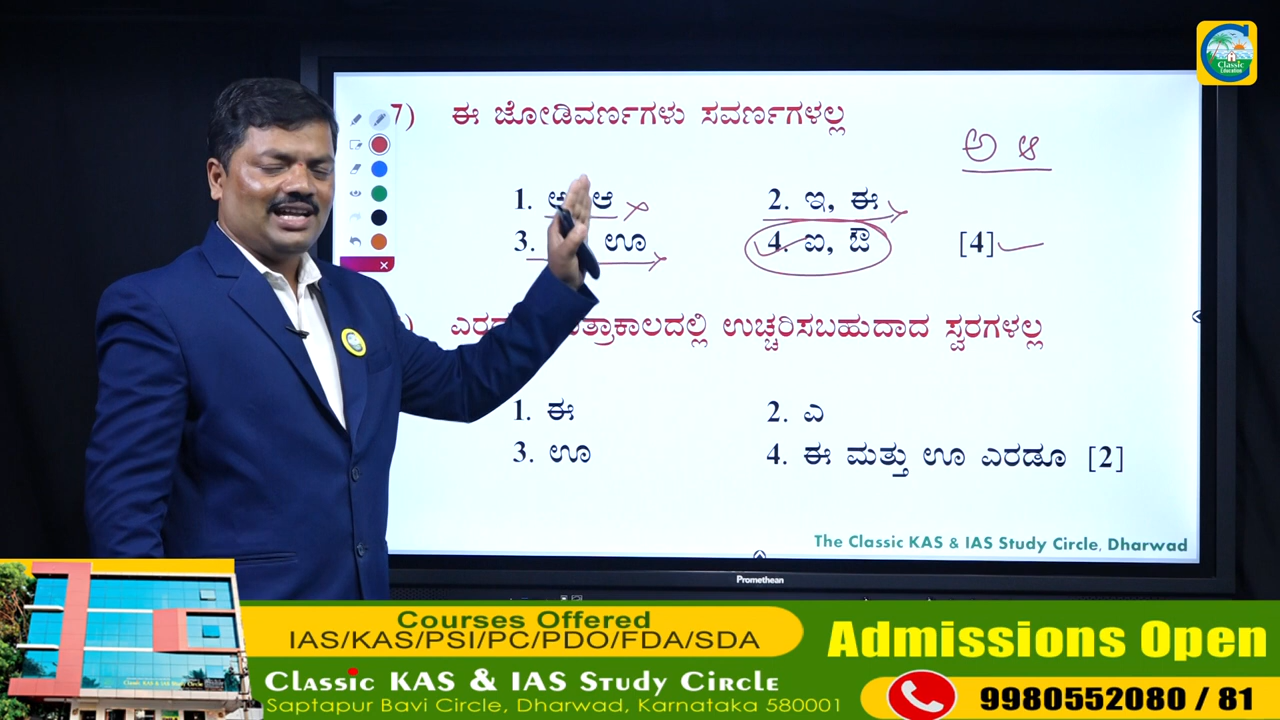 Classic
Education
7) ಈ ಜೋಡಿವರ್ಣಗಳು ಸವರ್ಣಗಳಲ್ಲ
ಅ ಆ
1. ಆ 2. ಇ, ಈ
3. ಊ 4. ಐ, ಔ [4]
ಉಚ್ಚರಿಸಬಹುದಾದ ಸ್ವರಗಳಲ್ಲ
1. ಈ 2. ಎ
3. ಊ 4. ಈ ಮತ್ತು ಊ ಎರಡೂ [2]
The Classic KAS & IAS Study Circle, Dharwad
Promethean
Courses Offered
IAS/KAS/PSI/PC/PDO/FDA/SDA
Classic KAS & IAS Study Circle
Saptapur Bavi Circle, Dharwad, Karnataka 580001
Admissions Open
9980552080 / 81